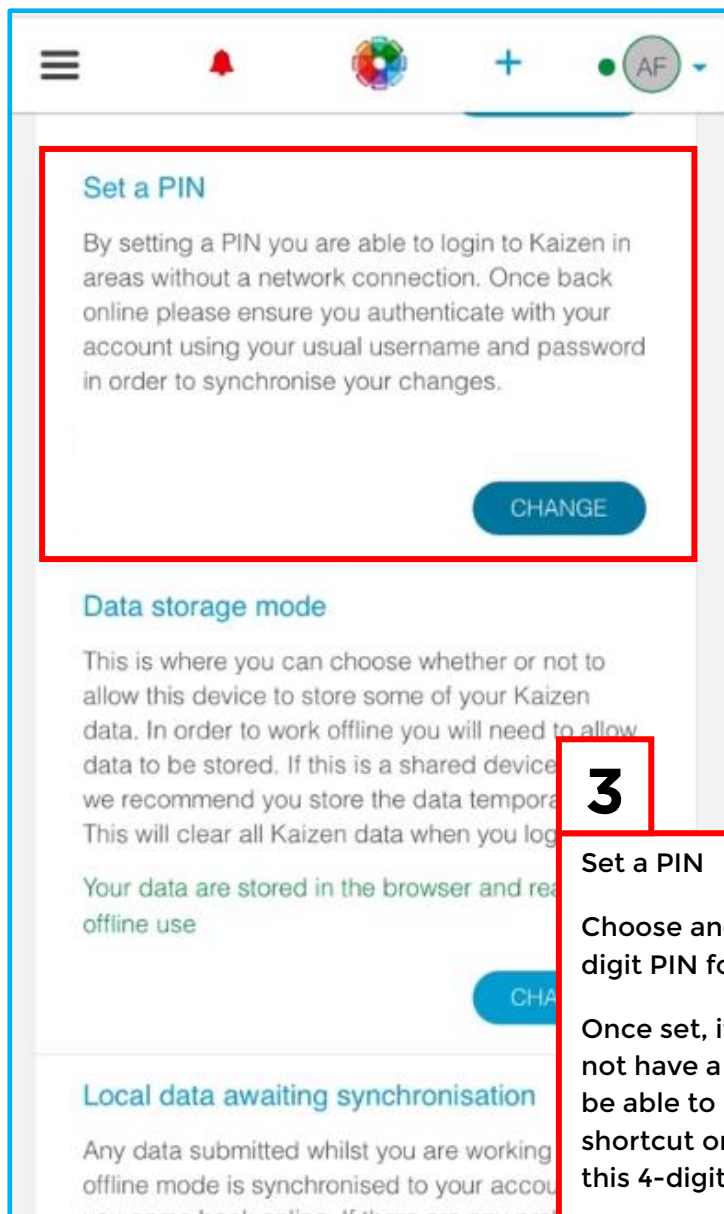 AF
Set a PIN
By setting a PIN you are able to login to Kaizen in
areas without a network connection. Once back
online please ensure you authenticate with your
account using your usual username and password
in order to synchronise your changes.
CHANGE
Data storage mode
This is where you can choose whether or not to
allow this device to store some of your Kaizen
data. In order to work offline you will need to allow
data to be stored. If this is a shared device
we recommend you store the data tempora
This will clear all Kaizen data when you log
Your data are stored in the browser and rea
offline use
CHA
Local data awaiting synchronisation
Any data submitted whilst you are working
offline mode is synchronised to your accou
3
Set a PIN
Choose an
digit PIN fo
Once set, i
not have a
be able to
shortcut o
this 4-digit